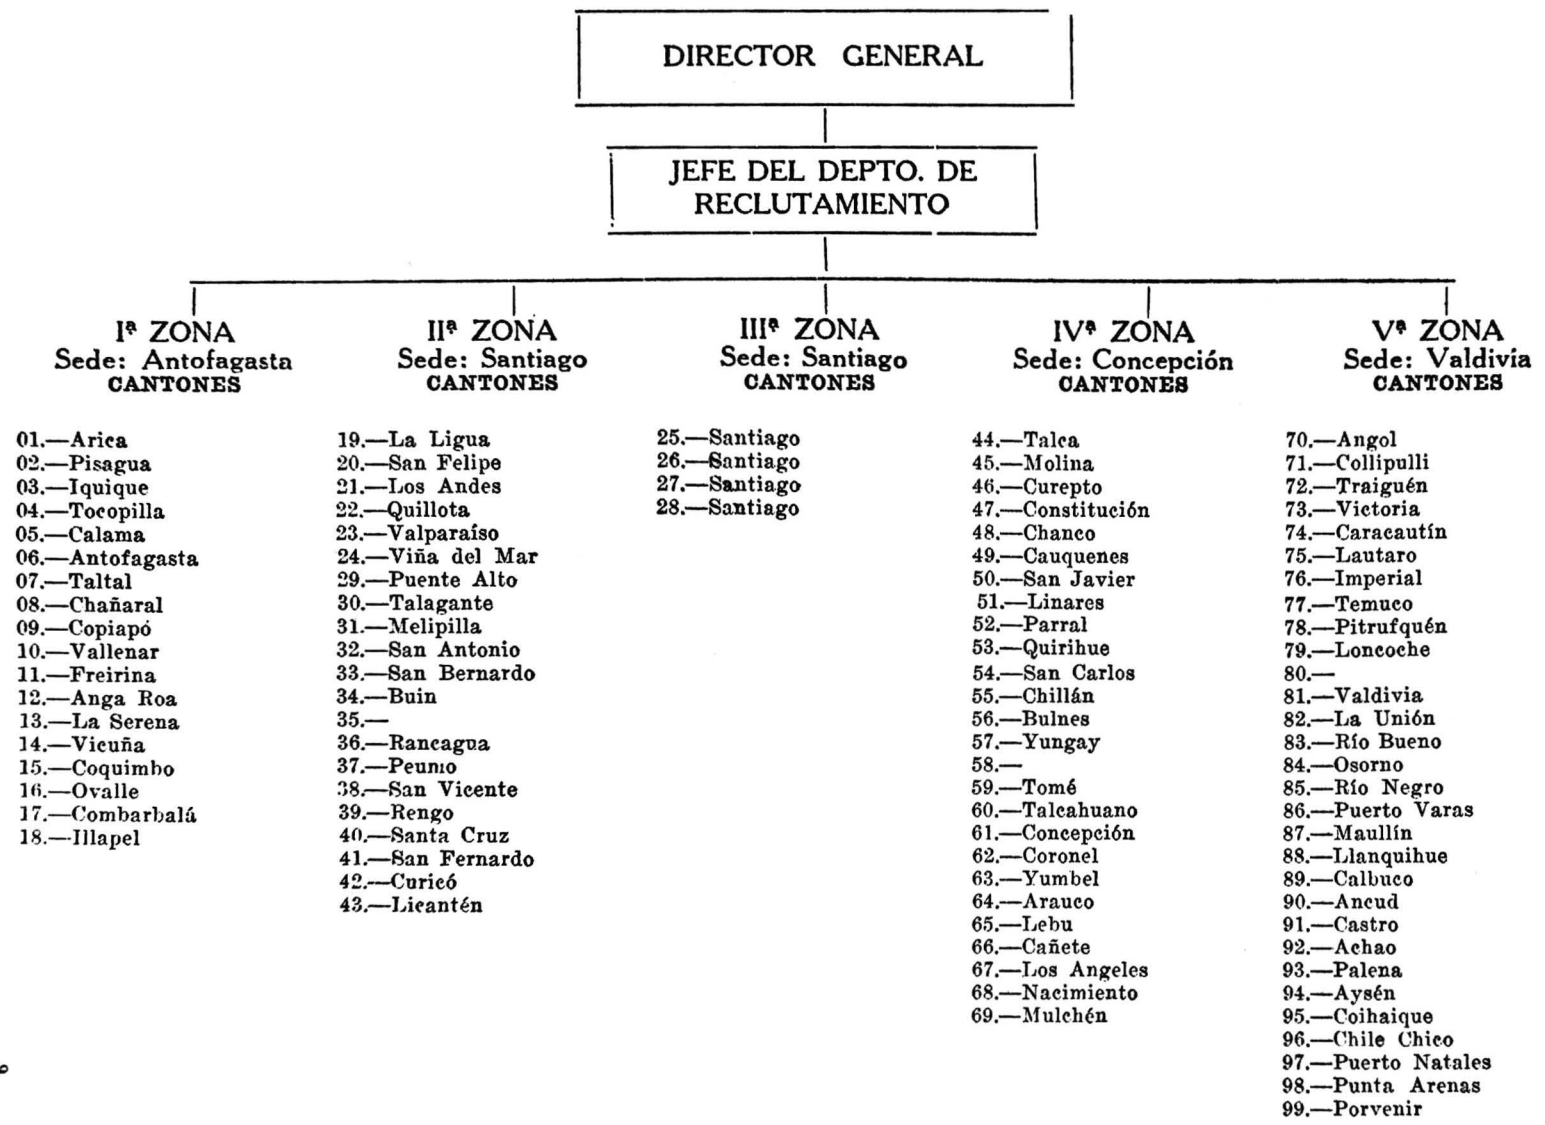 DIRECTOR GENERAL
JEFE DEL DEPTO. DE
RECLUTAMIENTO
Iª ZONA
Sede: Antofagasta
CANTONES
01.—Arica
02.—Pisagua
03.—Iquique
04.—Tocopilla
05.—Calama
06.—Antofagasta
07.—Taltal
08.—Chañaral
09.—Copiapó
10.—Vallenar
11.—Freirina
12.—Anga Roa
13.—La Serena
14.—Vicuña
15.—Coquimbo
16.—Ovalle
17.—Combarbalá
18.—Illapel
IIª ZONA
Sede: Santiago
CANTONES
19.—La Ligua
20.—San Felipe
21.—Los Andes
22.—Quillota
23.—Valparaíso
24.—Viña del Mar
29.—Puente Alto
30.—Talagante
31.—Melipilla
32.—San Antonio
33.—San Bernardo
34.—Buin
35.—
36.—Rancagua
37.—Peumo
38.—San Vicente
39.—Rengo
40.—Santa Cruz
41.—San Fernardo
42.—Curicó
43.—Licantén
IIIª ZONA
Sede: Santiago
CANTONES
25.—Santiago
26.—Santiago
27.—Santiago
28.—Santiago
IVª ZONA
Sede: Concepción
CANTONES
44.—Talca
45.—Molina
46.—Curepto
47.—Constitución
48.—Chanco
49.—Cauquenes
50.—San Javier
51.—Linares
52.—Parral
53.—Quirihue
54.—San Carlos
55.—Chillán
56.—Bulnes
57.—Yungay
58.—
59.—Tomé
60.—Talcahuano
61.—Concepción
62.—Coronel
63.—Yumbel
64.—Arauco
65.—Lebu
66.—Cañete
67.—Los Angeles
68.—Nacimiento
69.—Mulchén
Vª ZONA
Sede: Valdivia
CANTONES
70.—Angol
71.—Collipulli
72.—Traiguén
73.—Victoria
74.—Caracautín
75.—Lautaro
76.—Imperial
77.—Temuco
78.—Pitrufquén
79.—Loncoche
80.—
81.—Valdivia
82.—La Unión
83.—Río Bueno
84.—Osorno
85.—Río Negro
86.—Puerto Varas
87.—Maullín
88.—Llanquihue
89.—Calbuco
90.—Ancud
91.—Castro
92.—Achao
93.—Palena
94.—Aysén
95.—Coihaique
96.—Chile Chico
97.—Puerto Natales
98.—Punta Arenas
99.—Porvenir